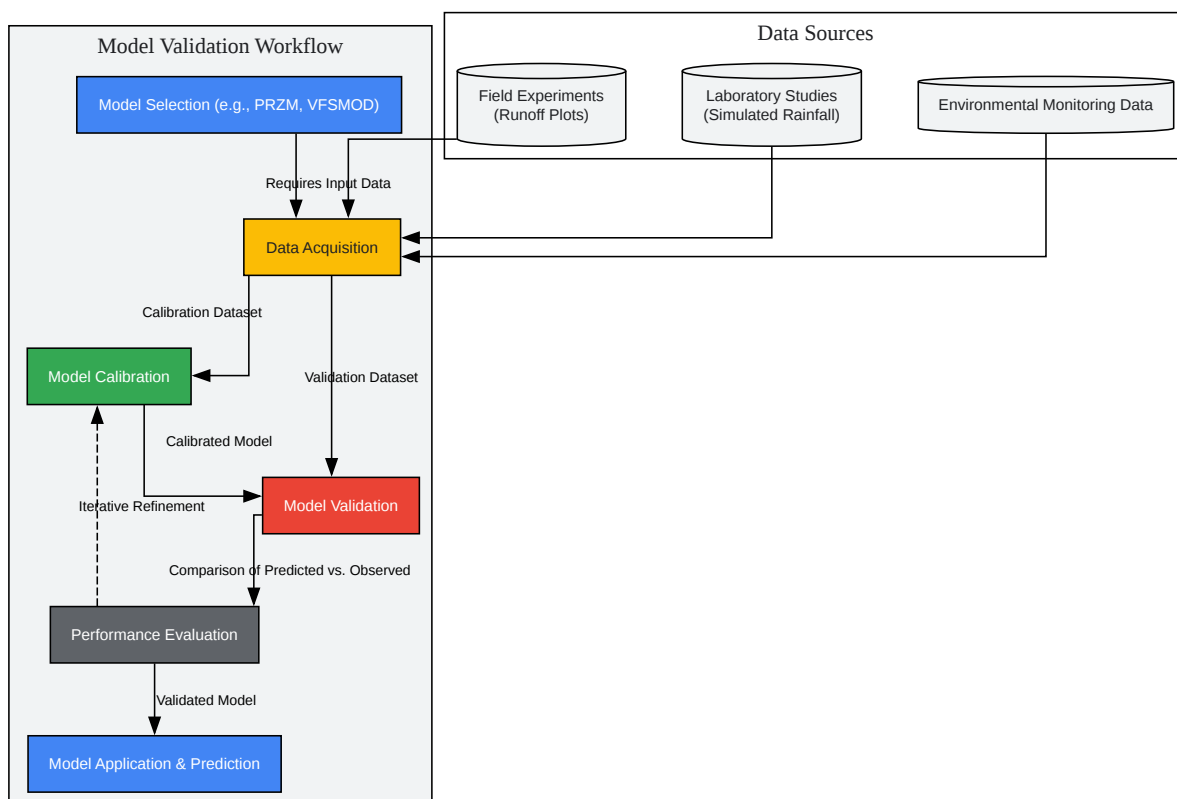 Model Validation Workflow
Data Sources
Model Selection (e.g., PRZM, VFSMOD)
Field Experiments
(Runoff Plots)
Laboratory Studies
(Simulated Rainfall)
Environmental Monitoring Data
Requires Input Data
Data Acquisition
Calibration Dataset
Model Calibration
Validation Dataset
Calibrated Model
Iterative Refinement
Model Validation
Comparison of Predicted vs. Observed
Performance Evaluation
Validated Model
Model Application & Prediction